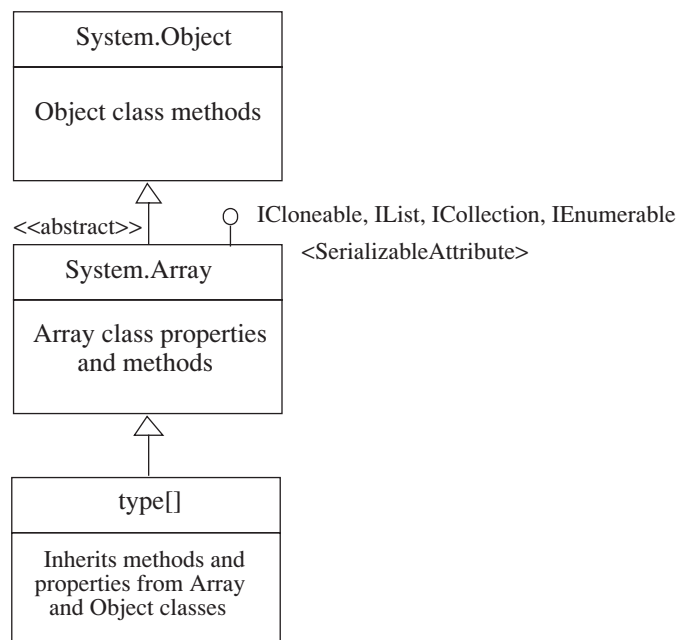 System.Object
Object class methods
<<abstract>>
ICloneable, IList, ICollection, IEnumerable
<SerializableAttribute>
System.Array
Array class properties
and methods
type[]
Inherits methods and
properties from Array
and Object classes